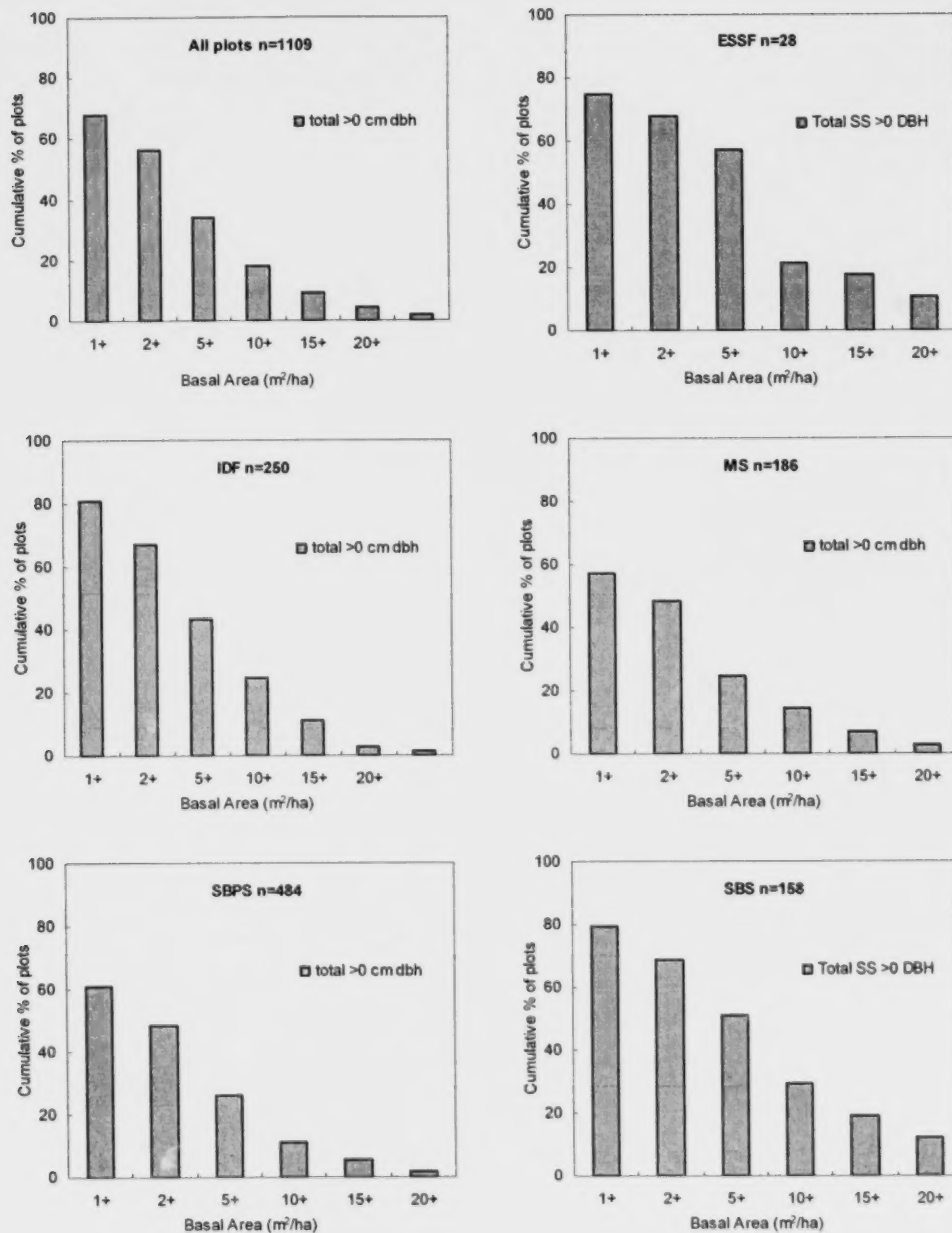 All plots n=1109
total >0 cm dbh
Cumulative % of plots
100
80
60
40
20
0
1+ 2+ 5+ 10+ 15+ 20+
Basal Area (m²/ha)
ESSF n=28
Total SS >0 DBH
Cumulative % of plots
100
80
60
40
20
0
1+ 2+ 5+ 10+ 15+ 20+
Basal Area (m²/ha)
IDF n=250
total >0 cm dbh
Cumulative % of plots
100
80
60
40
20
0
1+ 2+ 5+ 10+ 15+ 20+
Basal Area (m²/ha)
MS n=186
total >0 cm dbh
Cumulative % of plots
100
80
60
40
20
0
1+ 2+ 5+ 10+ 15+ 20+
Basal Area (m²/ha)
SBPS n=484
total >0 cm dbh
Cumulative % of plots
100
80
60
40
20
0
1+ 2+ 5+ 10+ 15+ 20+
Basal Area (m²/ha)
SBS n=158
Total SS >0 DBH
Cumulative % of plots
100
80
60
40
20
0
1+ 2+ 5+ 10+ 15+ 20+
Basal Area (m²/ha)